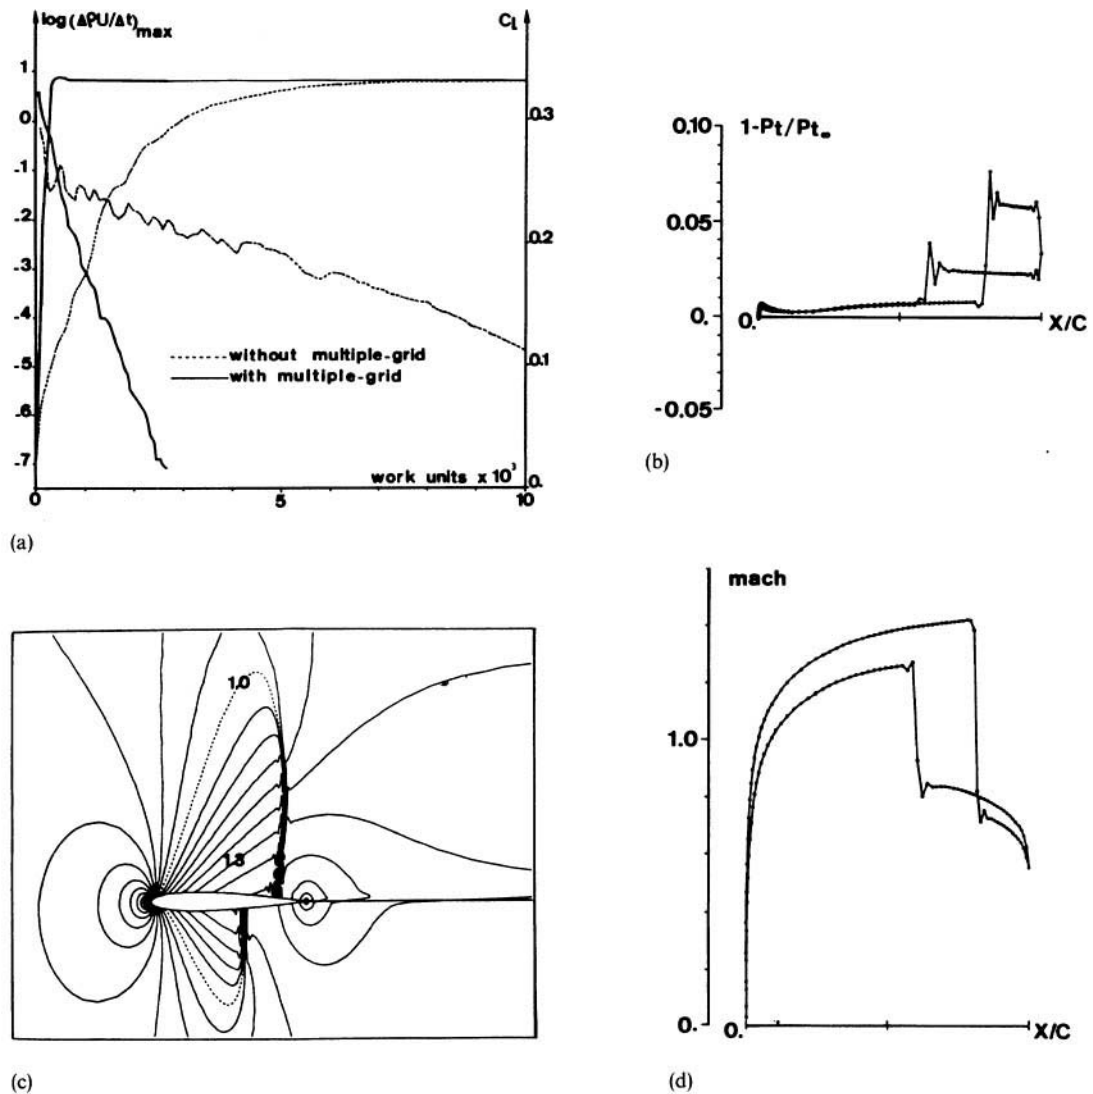 log(ΔρU/Δt)max
Cl
1
0
-1
-2
-3
-4
-5
-6
-7
0.3
0.2
0.1
0.
without multiple-grid
with multiple-grid
work units x 10³
0
5
10
(a)
0.10
1-Pt/Pt∞
0.05
0.
0.
X/C
-0.05
(b)
1.0
1.3
(c)
mach
1.0
0.
0.
X/C
(d)